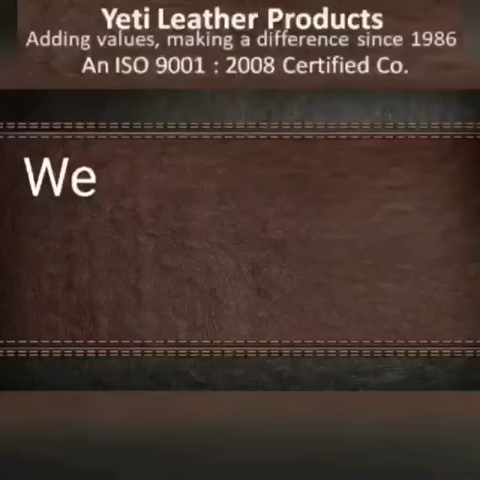 Yeti Leather Products
Adding values, making a difference since 1986
An ISO 9001 : 2008 Certified Co.
We